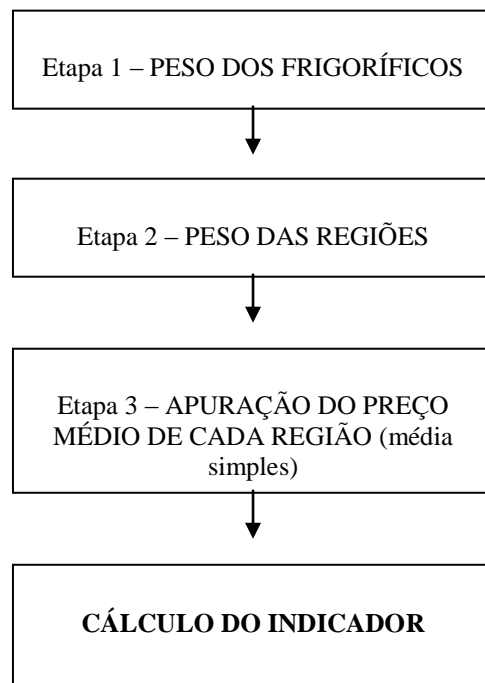 Etapa 1 – PESO DOS FRIGORÍFICOS
Etapa 2 – PESO DAS REGIÕES
Etapa 3 – APURAÇÃO DO PREÇO
MÉDIO DE CADA REGIÃO (média
simples)
CÁLCULO DO INDICADOR